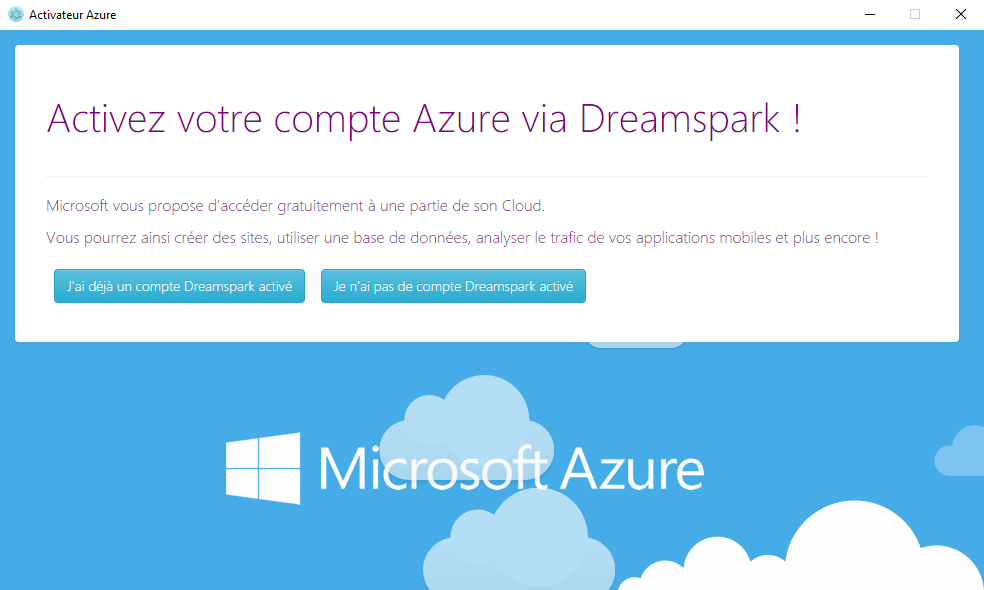 Activateur Azure
Activez votre compte Azure via Dreamspark !
Microsoft vous propose d'accéder gratuitement à une partie de son Cloud.
Vous pourrez ainsi créer des sites, utiliser une base de données, analyser le trafic de vos applications mobiles et plus encore !
J'ai déjà un compte Dreamspark activé
Je n'ai pas de compte Dreamspark activé
Microsoft Azure